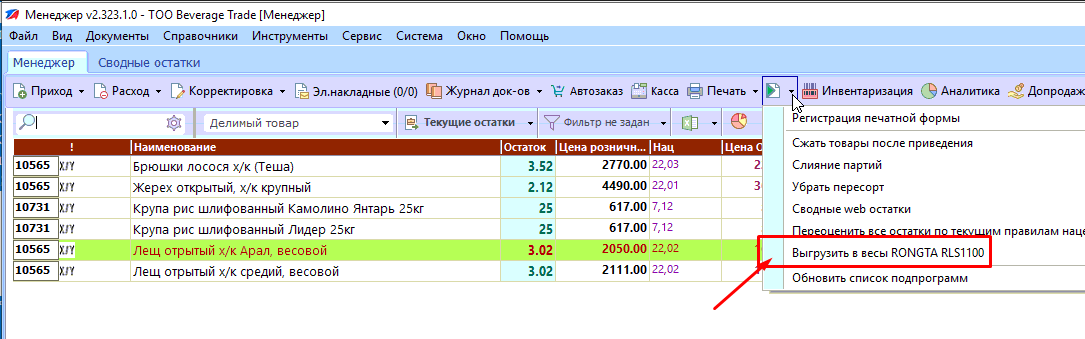 Менеджер v2.323.1.0 - ТОО Beverage Trade [Менеджер]
Файл Вид Документы Справочники Инструменты Сервис Система Окно Помощь
Менеджер Сводные остатки
Приход Расход Корректировка Эл.накладные (0/0) Журнал док-ов Автозаказ Касса Печать Инвентаризация Аналитика Допродаж
Делимый товар Текущие остатки Фильтр не задан
! Наименование Остаток Цена розничн... Нац Цена О
10565 Х/У Брюшки лосося х/к (Теша) 3.52 2770.00 22,03 2
10565 Х/У Жерех открытый, х/к крупный 2.12 4490.00 22,01 3
10731 Х/У Крупа рис шлифованный Камолино Янтарь 25кг 25 617.00 7,12
10731 Х/У Крупа рис шлифованный Лидер 25кг 25 617.00 7,12
10565 Х/У Лещ отрытый х/к Арал, весовой 3.02 2050.00 22,02
10565 Х/У Лещ отрытый х/к средий, весовой 3.02 2111.00 22,02
Регистрация печатной формы
Сжать товары после приведения
Слияние партий
Убрать пересорт
Сводные web остатки
Переоценить все остатки по текущим правилам наце
Выгрузить в весы RONGTA RLS1100
Обновить список подпрограмм